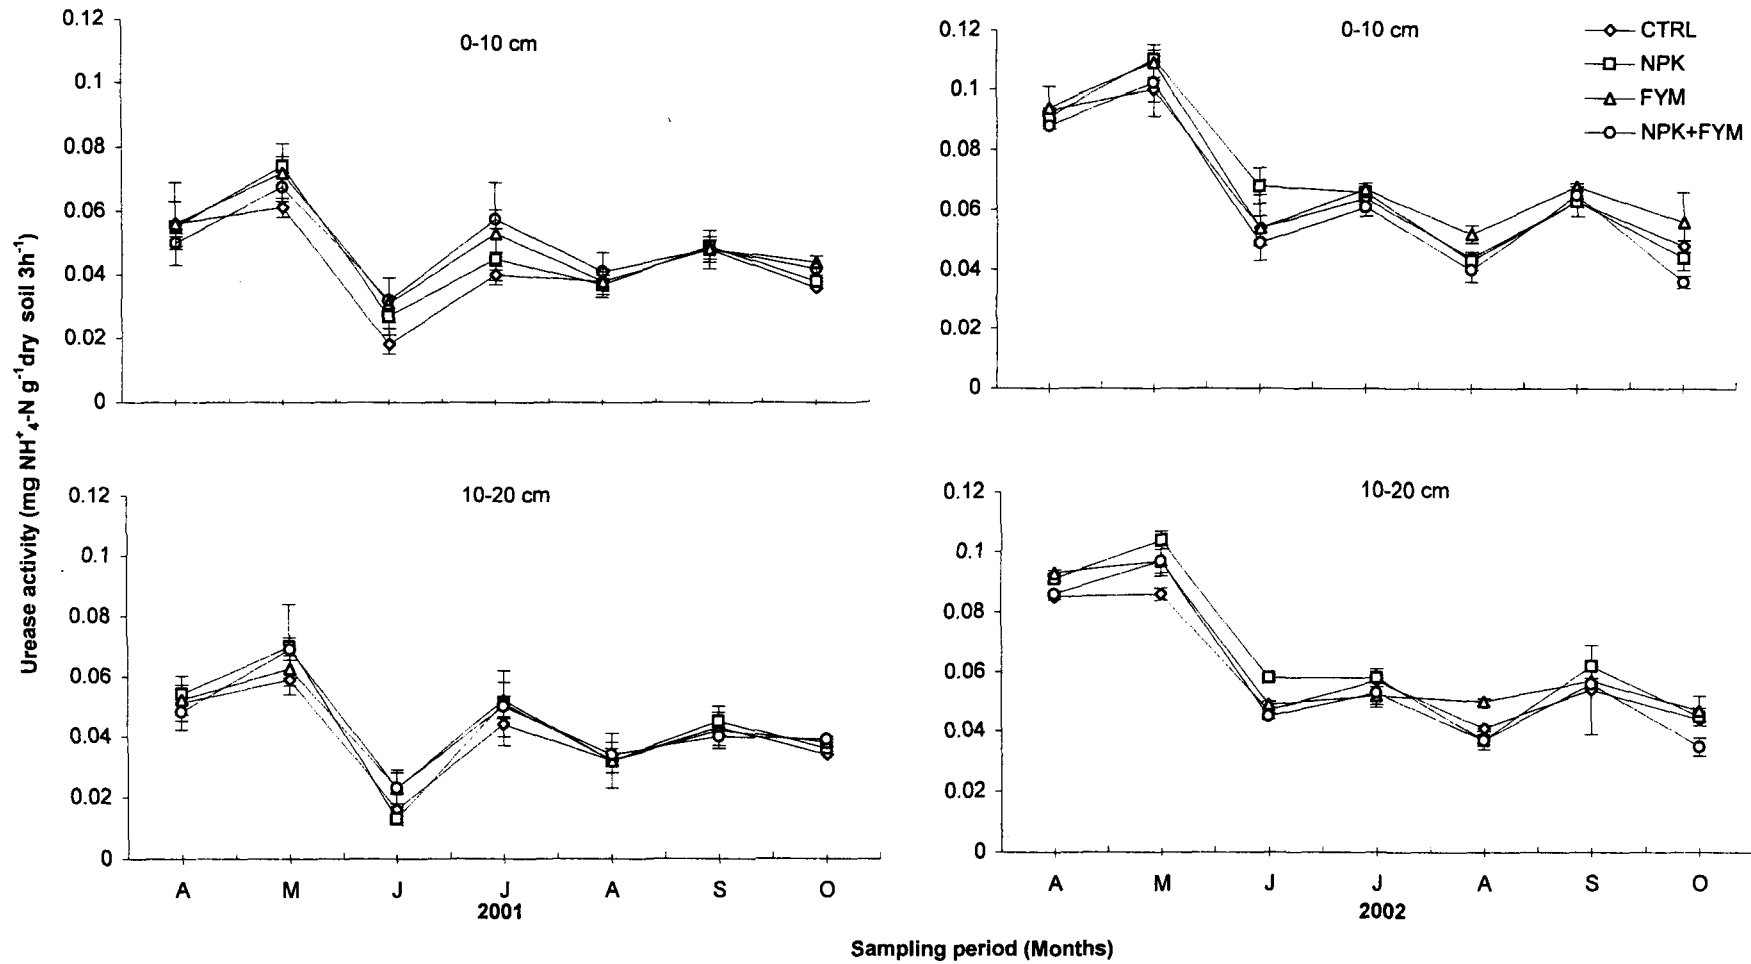 Urease activity (mg NH⁺₄-N g⁻¹dry soil 3h⁻¹)
0-10 cm
0.12
0.1
0.08
0.06
0.04
0.02
0
0-10 cm
0.12
0.1
0.08
0.06
0.04
0.02
0
CTRL
NPK
FYM
NPK+FYM
10-20 cm
0.12
0.1
0.08
0.06
0.04
0.02
0
A M J J A S O
2001
10-20 cm
0.12
0.1
0.08
0.06
0.04
0.02
0
A M J J A S O
2002
Sampling period (Months)